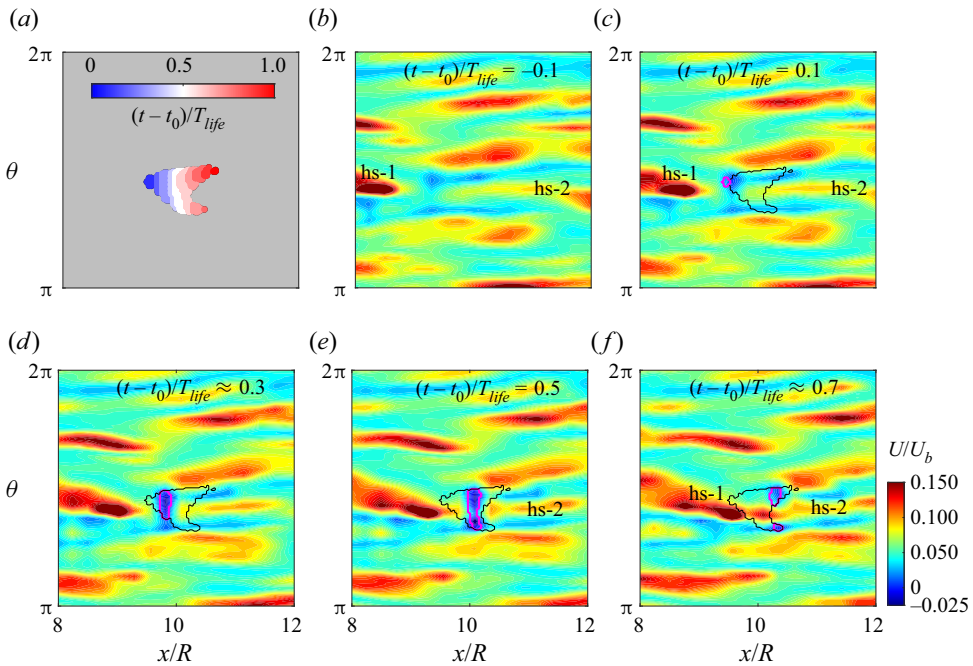 (a)
(b)
(c)
2π
0 0.5 1.0
(t – t0)/Tlife
θ
π
2π
(t – t0)/Tlife = –0.1
hs-1
hs-2
π
2π
(t – t0)/Tlife = 0.1
hs-1
hs-2
π
(d)
(e)
(f)
2π
(t – t0)/Tlife ≈ 0.3
θ
π
8 10 12
x/R
2π
(t – t0)/Tlife = 0.5
hs-2
π
8 10 12
x/R
2π
(t – t0)/Tlife ≈ 0.7
hs-1
hs-2
π
8 10 12
x/R
U/Ub
0.150
0.100
0.050
0
–0.025